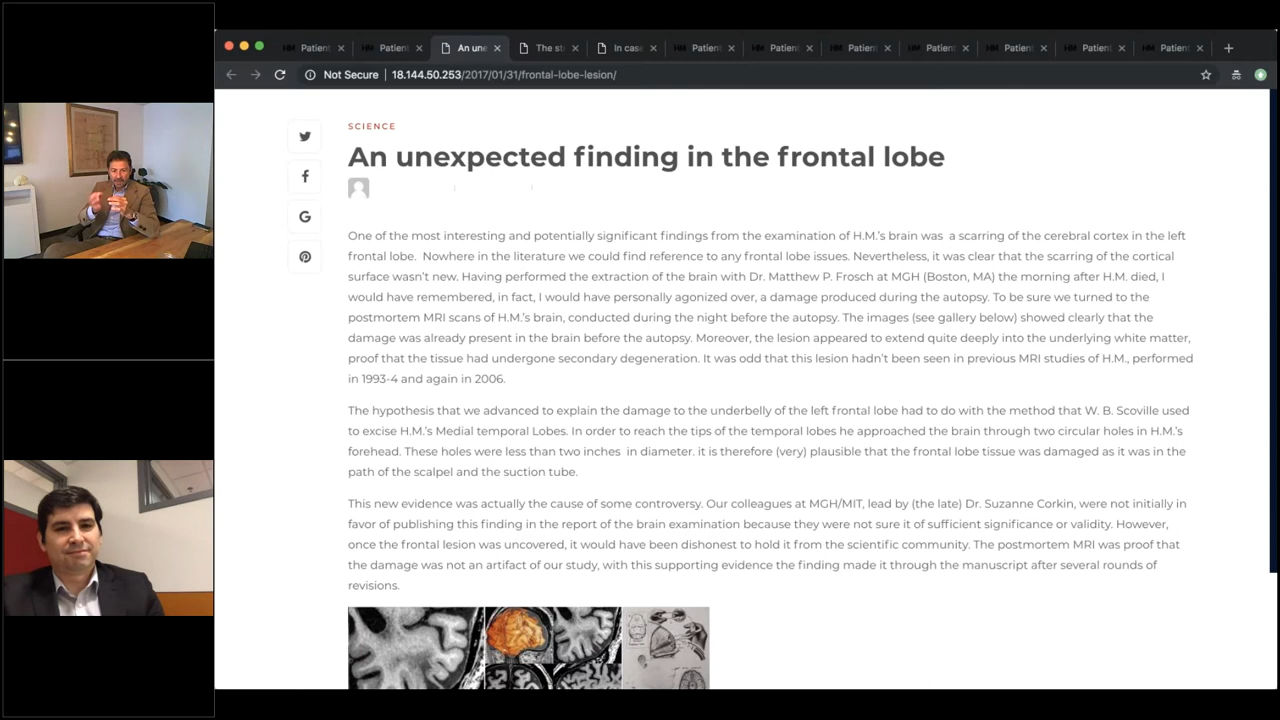 Patient
Patient
An une
The st
In case
Patient
Patient
Patient
Patient
Patient
Patient
Patient
Not Secure | 18.144.50.253/2017/01/31/frontal-lobe-lesion/
SCIENCE
An unexpected finding in the frontal lobe
One of the most interesting and potentially significant findings from the examination of H.M.'s brain was a scarring of the cerebral cortex in the left
frontal lobe. Nowhere in the literature we could find reference to any frontal lobe issues. Nevertheless, it was clear that the scarring of the cortical
surface wasn't new. Having performed the extraction of the brain with Dr. Matthew P. Frosch at MGH (Boston, MA) the morning after H.M. died, I
would have remembered, in fact, I would have personally agonized over, a damage produced during the autopsy. To be sure we turned to the
postmortem MRI scans of H.M.'s brain, conducted during the night before the autopsy. The images (see gallery below) showed clearly that the
damage was already present in the brain before the autopsy. Moreover, the lesion appeared to extend quite deeply into the underlying white matter,
proof that the tissue had undergone secondary degeneration. It was odd that this lesion hadn't been seen in previous MRI studies of H.M., performed
in 1993-4 and again in 2006.
The hypothesis that we advanced to explain the damage to the underbelly of the left frontal lobe had to do with the method that W. B. Scoville used
to excise H.M.'s Medial temporal Lobes. In order to reach the tips of the temporal lobes he approached the brain through two circular holes in H.M.'s
forehead. These holes were less than two inches in diameter. it is therefore (very) plausible that the frontal lobe tissue was damaged as it was in the
path of the scalpel and the suction tube.
This new evidence was actually the cause of some controversy. Our colleagues at MGH/MIT, lead by (the late) Dr. Suzanne Corkin, were not initially in
favor of publishing this finding in the report of the brain examination because they were not sure it of sufficient significance or validity. However,
once the frontal lesion was uncovered, it would have been dishonest to hold it from the scientific community. The postmortem MRI was proof that
the damage was not an artifact of our study, with this supporting evidence the finding made it through the manuscript after several rounds of
revisions.